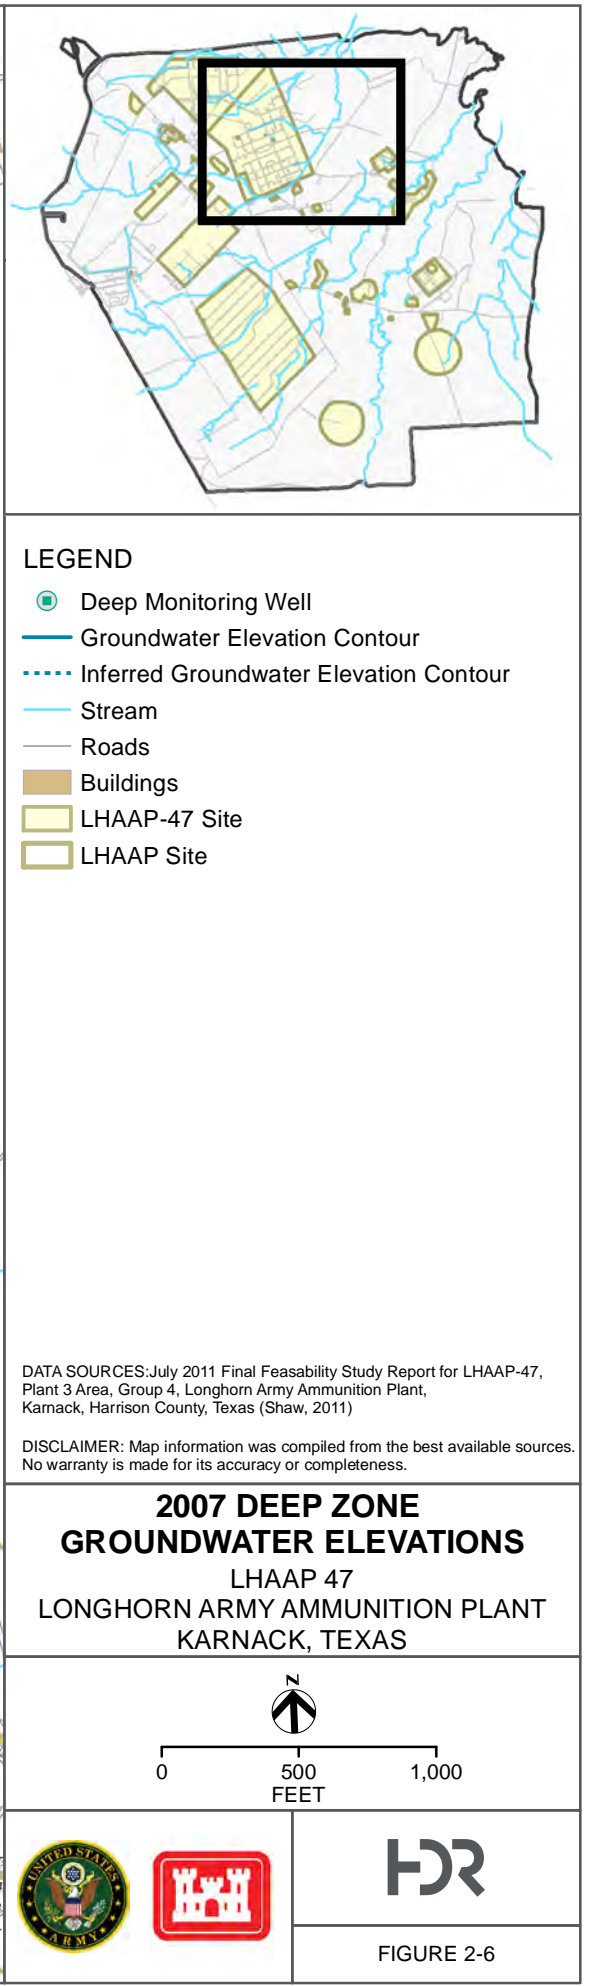 LEGEND
Deep Monitoring Well
Groundwater Elevation Contour
Inferred Groundwater Elevation Contour
Stream
Roads
Buildings
LHAAP-47 Site
LHAAP Site
DATA SOURCES:July 2011 Final Feasability Study Report for LHAAP-47,
Plant 3 Area, Group 4, Longhorn Army Ammunition Plant,
Karnack, Harrison County, Texas (Shaw, 2011)
DISCLAIMER: Map information was compiled from the best available sources.
No warranty is made for its accuracy or completeness.
2007 DEEP ZONE
GROUNDWATER ELEVATIONS
LHAAP 47
LONGHORN ARMY AMMUNITION PLANT
KARNACK, TEXAS
N
0 500 1,000
FEET
UNITED STATES
ARMY
HDR
FIGURE 2-6